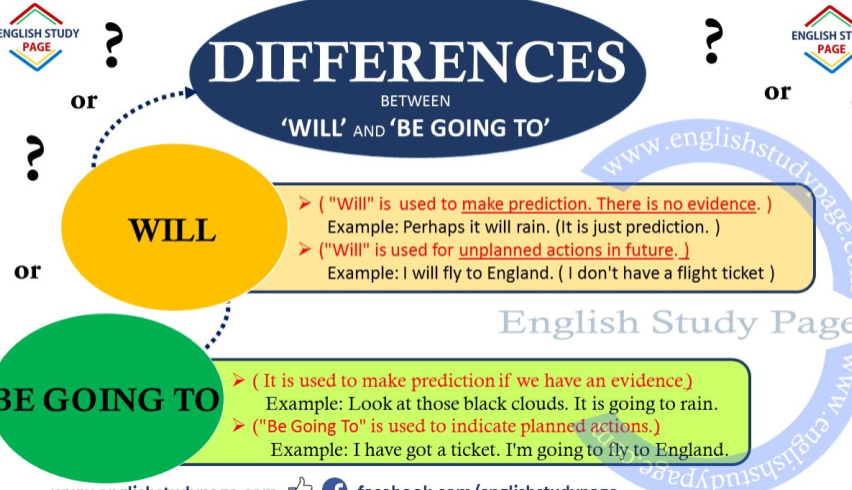 ENGLISH STUDY
PAGE
?
or
?
or
DIFFERENCES
BETWEEN
‘WILL’ AND ‘BE GOING TO’
?
or
ENGLISH ST
PAGE
www.englishstudypage.com
WILL
➢ ( "Will" is used to make prediction. There is no evidence. )
Example: Perhaps it will rain. (It is just prediction. )
➢ ("Will" is used for unplanned actions in future. )
Example: I will fly to England. ( I don't have a flight ticket )
English Study Page
BE GOING TO
➢ ( It is used to make prediction if we have an evidence.)
Example: Look at those black clouds. It is going to rain.
➢ ("Be Going To" is used to indicate planned actions.)
Example: I have got a ticket. I'm going to fly to England.
www.englishstudypage.com
www.englishstudypage.com facebook.com/englishstudypage